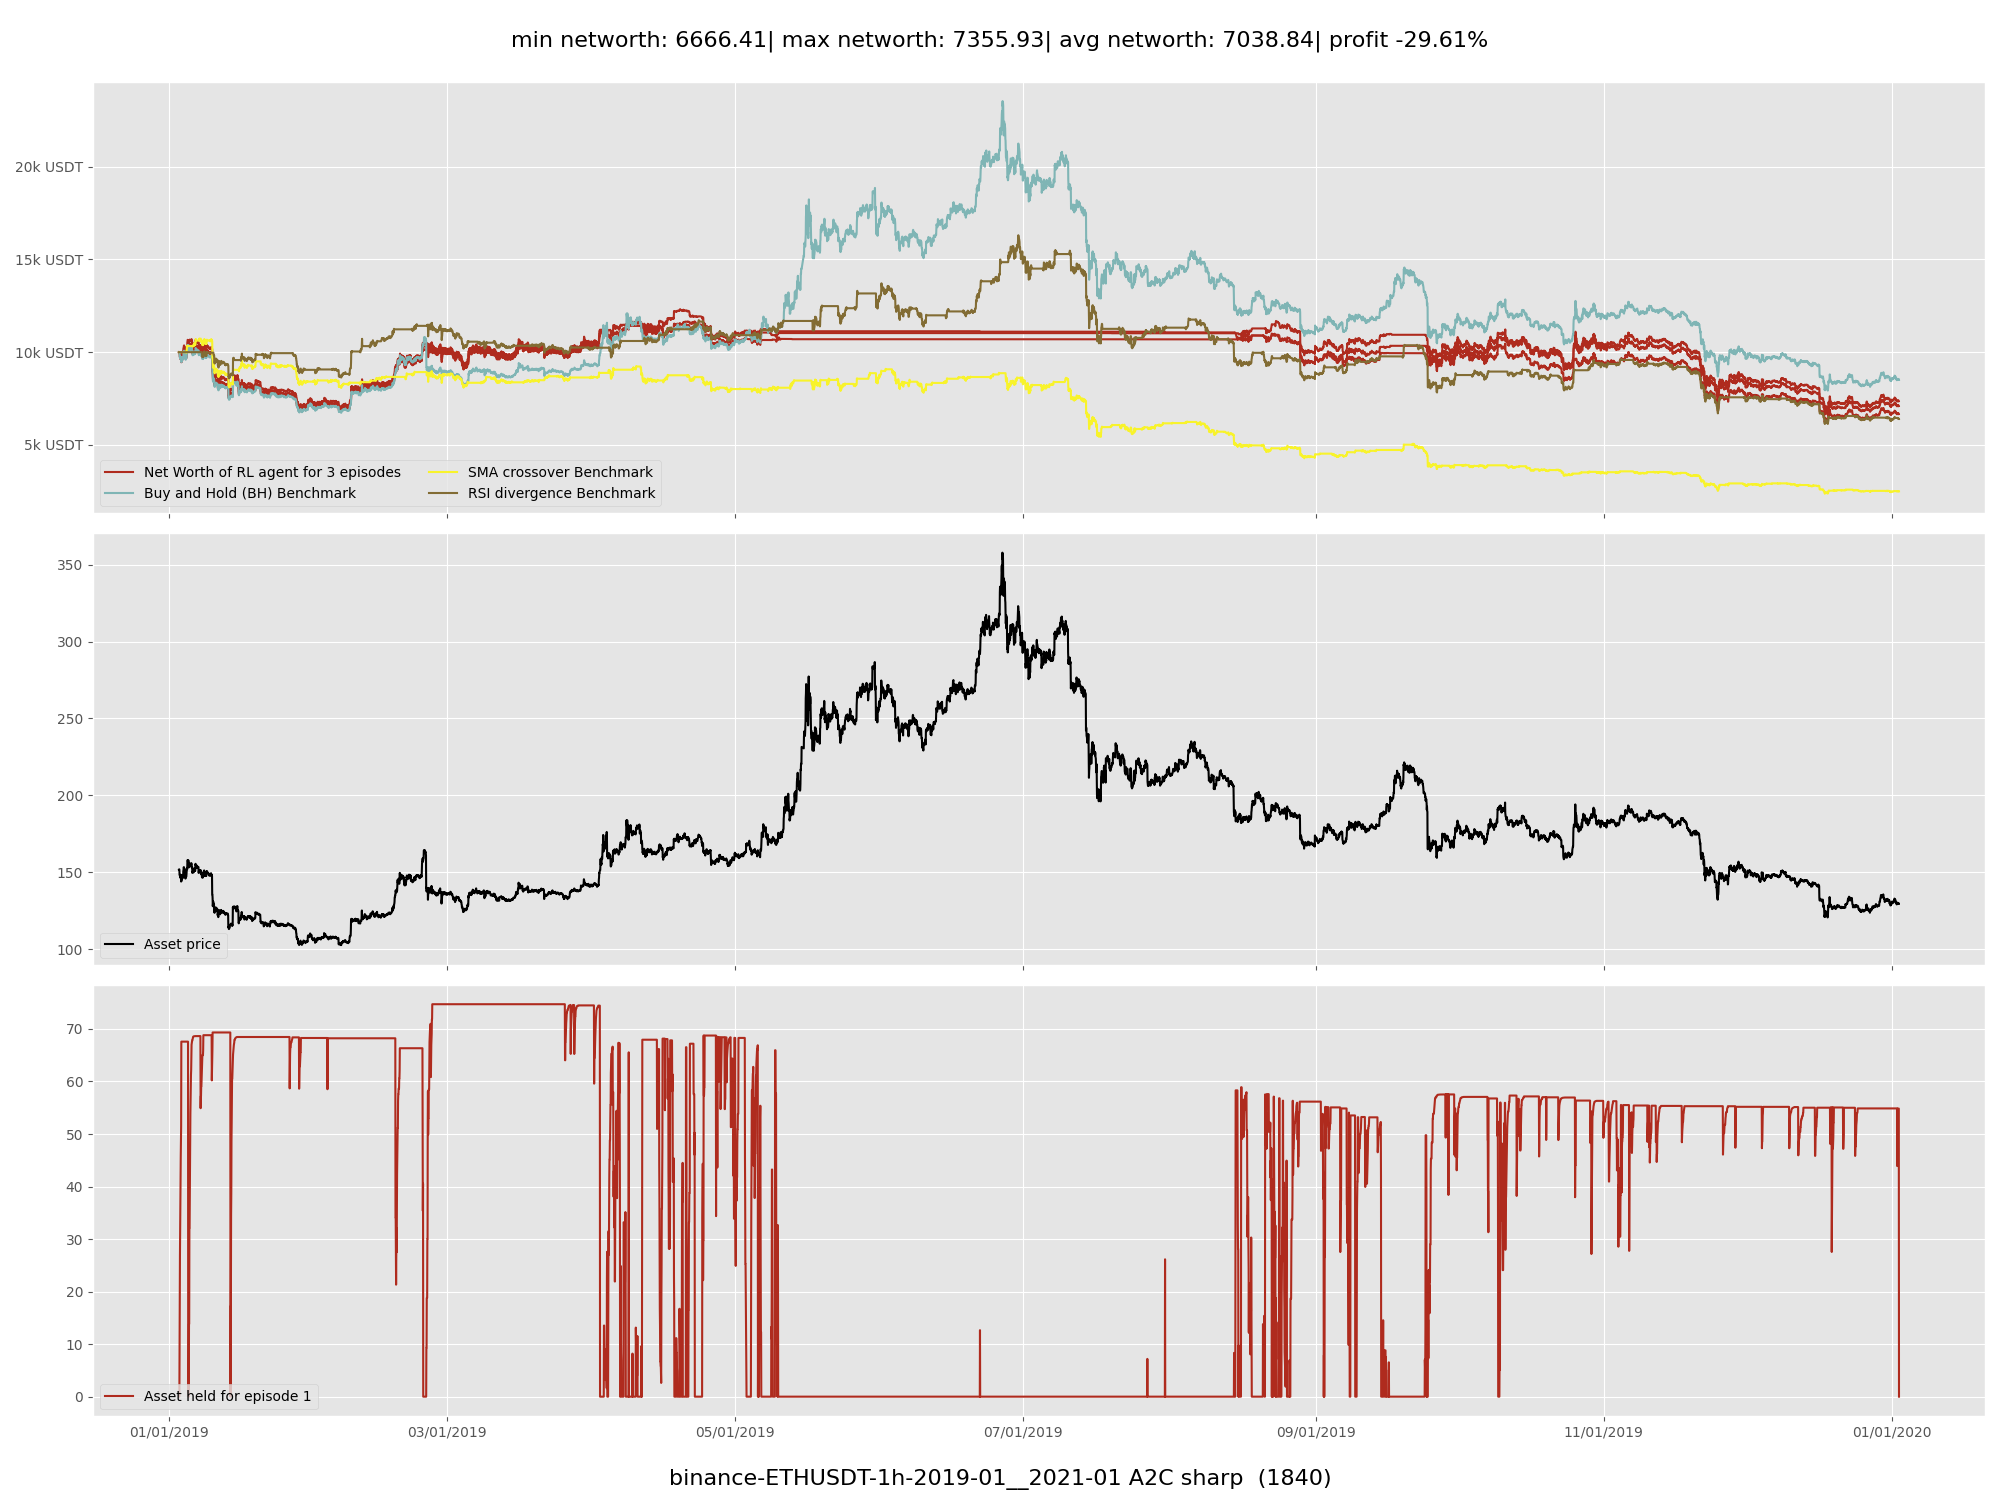 min networth: 6666.41| max networth: 7355.93| avg networth: 7038.84| profit -29.61%
20k USDT
15k USDT
10k USDT
5k USDT
Net Worth of RL agent for 3 episodes
Buy and Hold (BH) Benchmark
SMA crossover Benchmark
RSI divergence Benchmark
350
300
250
200
150
100
Asset price
70
60
50
40
30
20
10
0
Asset held for episode 1
01/01/2019 03/01/2019 05/01/2019 07/01/2019 09/01/2019 11/01/2019 01/01/2020
binance-ETHUSDT-1h-2019-01__2021-01 A2C sharp (1840)